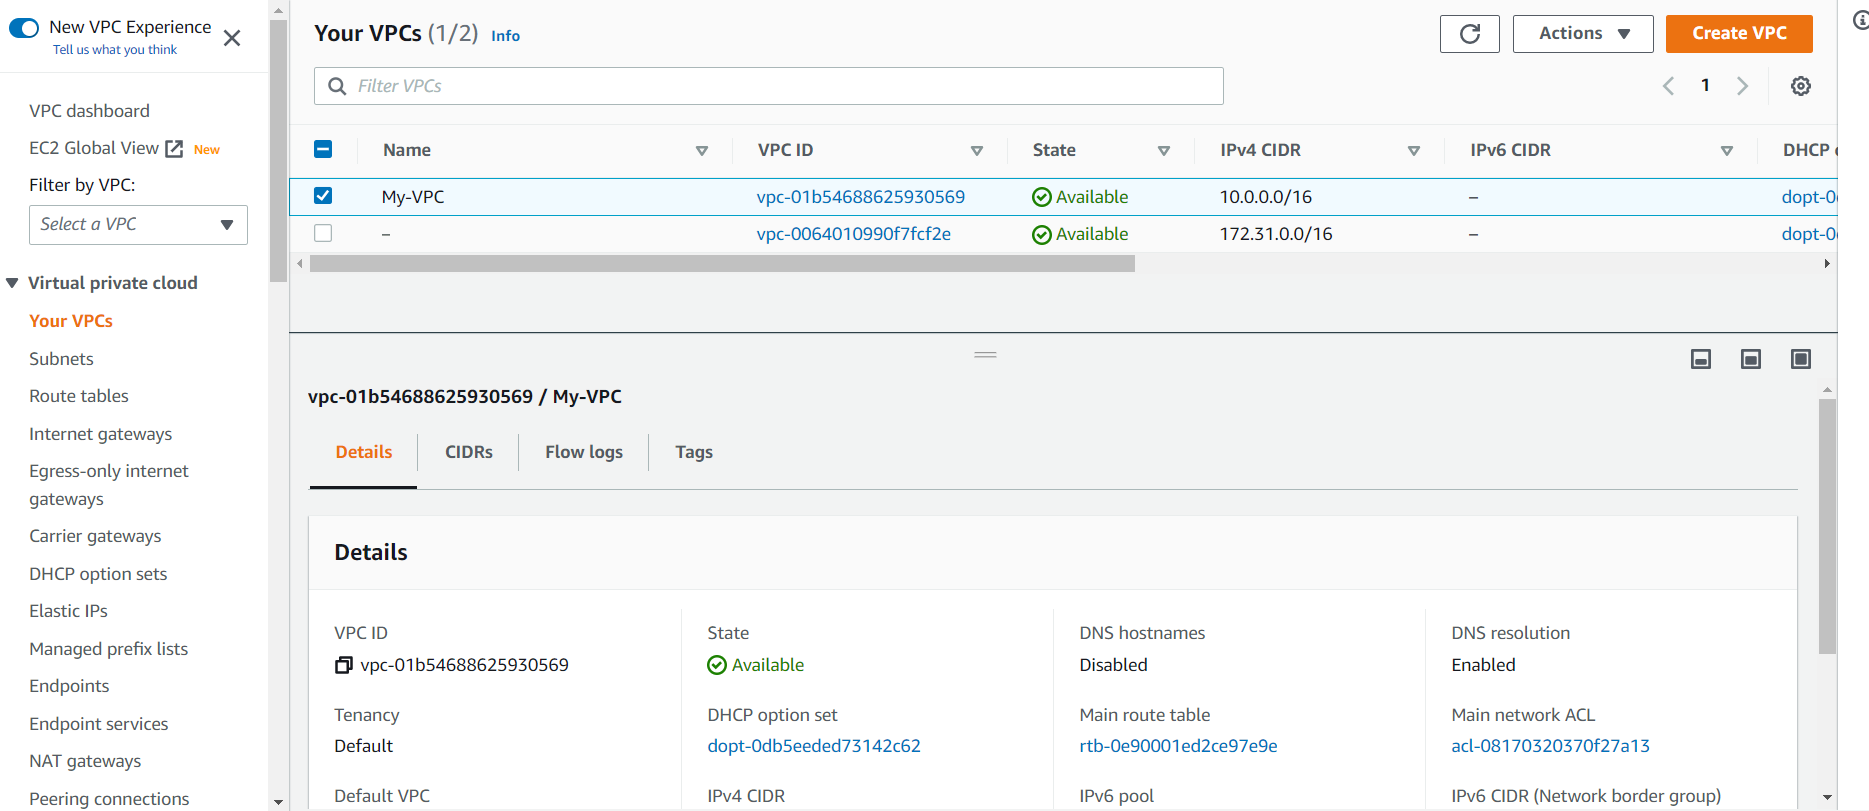 New VPC Experience
Tell us what you think
VPC dashboard
EC2 Global View New
Filter by VPC:
Select a VPC
Virtual private cloud
Your VPCs
Subnets
Route tables
Internet gateways
Egress-only internet
gateways
Carrier gateways
DHCP option sets
Elastic IPs
Managed prefix lists
Endpoints
Endpoint services
NAT gateways
Peering connections
Your VPCs (1/2) Info
Actions
Create VPC
Filter VPCs
1
Name VPC ID State IPv4 CIDR IPv6 CIDR DHCP
My-VPC vpc-01b54688625930569 Available 10.0.0.0/16 – dopt-0
– vpc-0064010990f7fcf2e Available 172.31.0.0/16 – dopt-0
vpc-01b54688625930569 / My-VPC
Details CIDRs Flow logs Tags
Details
VPC ID State DNS hostnames DNS resolution
vpc-01b54688625930569 Available Disabled Enabled
Tenancy DHCP option set Main route table Main network ACL
Default dopt-0db5eeded73142c62 rtb-0e90001ed2ce97e9e acl-08170320370f27a13
Default VPC IPv4 CIDR IPv6 pool IPv6 CIDR (Network border group)